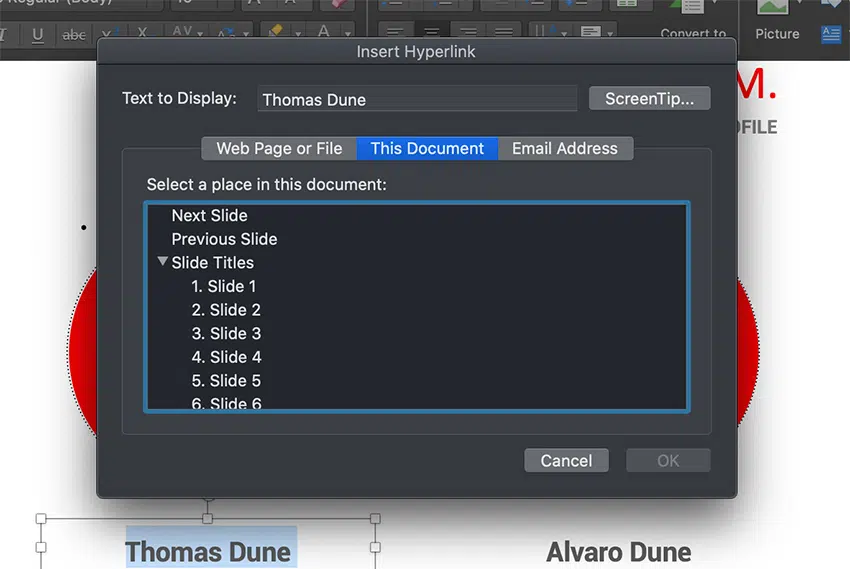 Regular (Body)
U abc X
Convert to
Picture
Insert Hyperlink
Text to Display: Thomas Dune ScreenTip...
M.
OFILE
Web Page or File This Document Email Address
Select a place in this document:
Next Slide
Previous Slide
Slide Titles
1. Slide 1
2. Slide 2
3. Slide 3
4. Slide 4
5. Slide 5
6. Slide 6
Cancel OK
Thomas Dune Alvaro Dune